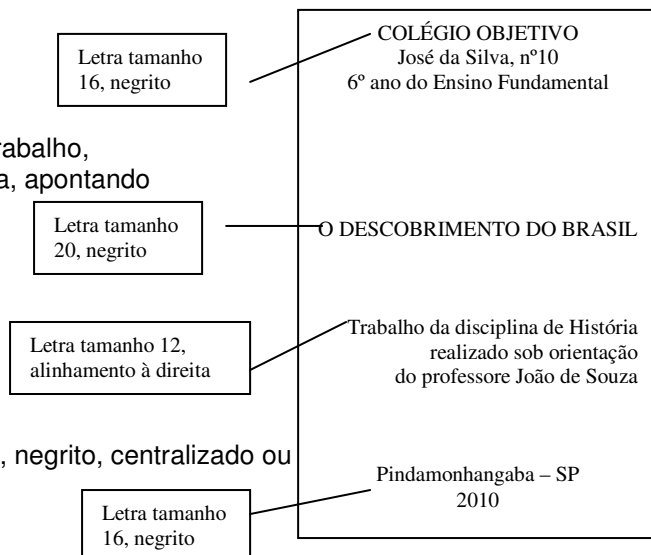 COLÉGIO OBJETIVO
José da Silva, nº10
6º ano do Ensino Fundamental
Letra tamanho
16, negrito
rabalho,
a, apontando
Letra tamanho
20, negrito
O DESCOBRIMENTO DO BRASIL
Letra tamanho 12,
alinhamento à direita
Trabalho da disciplina de História
realizado sob orientação
do professore João de Souza
, negrito, centralizado ou
Pindamonhangaba – SP
2010
Letra tamanho
16, negrito